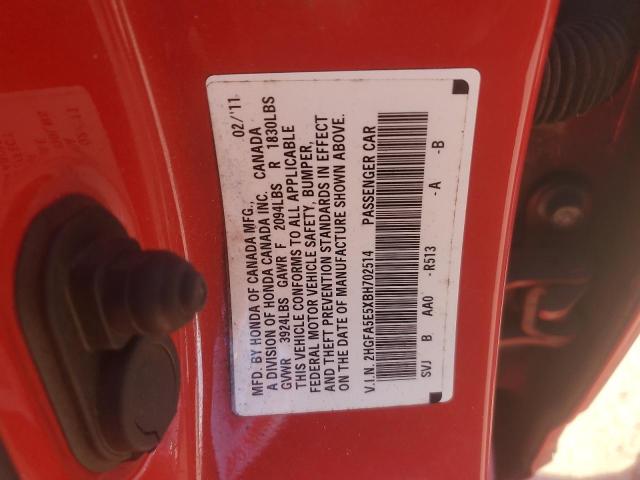 MFD. BY HONDA OF CANADA MFG., 02/'11
A DIVISION OF HONDA CANADA INC. CANADA
GVWR 3924LBS GAWR F 2094LBS R 1830LBS
THIS VEHICLE CONFORMS TO ALL APPLICABLE
FEDERAL MOTOR VEHICLE SAFETY, BUMPER,
AND THEFT PREVENTION STANDARDS IN EFFECT
ON THE DATE OF MANUFACTURE SHOWN ABOVE.
V.I.N. 2HGFA5E5XBH702514 PASSENGER CAR
SVJ B AA0 -R513 -A -B